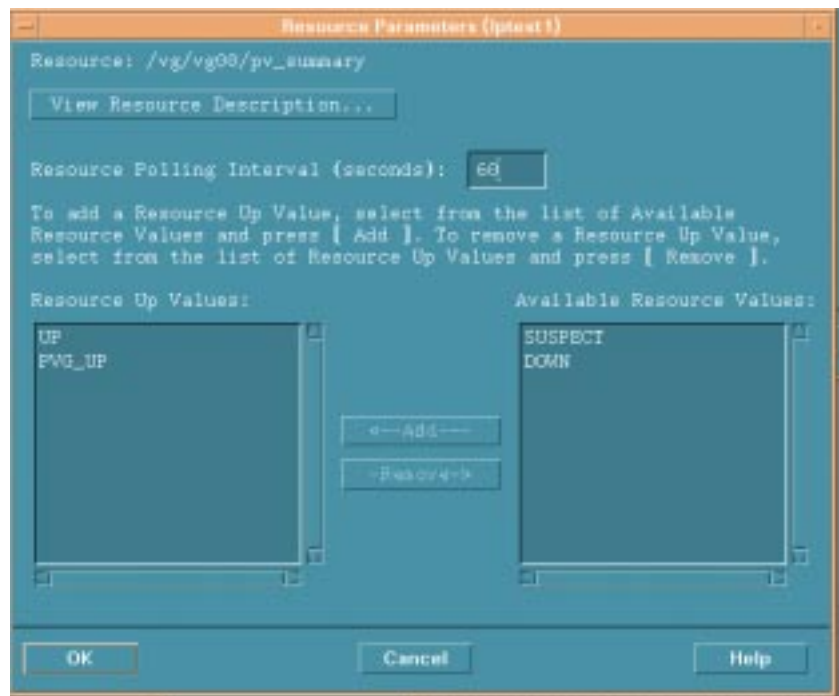 Resource Parameters (lptest1)
Resource: /vg/vg00/pv_summary
View Resource Description...
Resource Polling Interval (seconds): 60
To add a Resource Up Value, select from the list of Available
Resource Values and press [ Add ]. To remove a Resource Up Value,
select from the list of Resource Up Values and press [ Remove ].
Resource Up Values: Available Resource Values:
UP SUSPECT
PVG_UP DOWN
<--Add---
-Remove->
OK Cancel Help